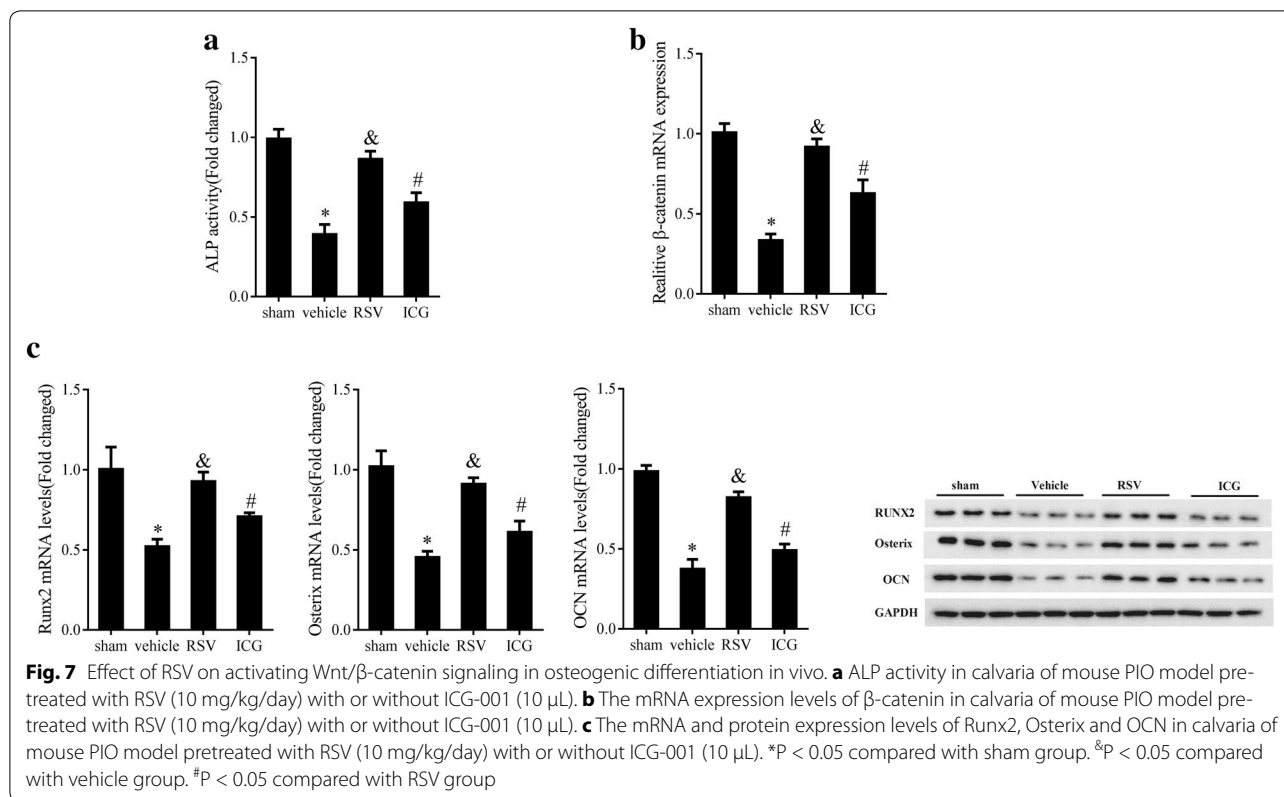 a
1.5
1.0
0.5
0.0
ALP activity(Fold changed)
*
&
#
sham vehicle RSV ICG
b
1.5
1.0
0.5
0.0
Realitive β-catenin mRNA expression
*
&
#
sham vehicle RSV ICG
c
1.5
1.0
0.5
0.0
Runx2 mRNA levels(Fold changed)
*
&
#
sham vehicle RSV ICG
1.5
1.0
0.5
0.0
Osterix mRNA levels(Fold changed)
*
&
#
sham vehicle RSV ICG
1.5
1.0
0.5
0.0
OCN mRNA levels(Fold changed)
*
&
#
sham vehicle RSV ICG
sham Vehicle RSV ICG
RUNX2
Osterix
OCN
GAPDH
Fig. 7 Effect of RSV on activating Wnt/β-catenin signaling in osteogenic differentiation in vivo. a ALP activity in calvaria of mouse PIO model pre-
treated with RSV (10 mg/kg/day) with or without ICG-001 (10 μL). b The mRNA expression levels of β-catenin in calvaria of mouse PIO model pre-
treated with RSV (10 mg/kg/day) with or without ICG-001 (10 μL). c The mRNA and protein expression levels of Runx2, Osterix and OCN in calvaria of
mouse PIO model pretreated with RSV (10 mg/kg/day) with or without ICG-001 (10 μL). *P < 0.05 compared with sham group. &P < 0.05 compared
with vehicle group. #P < 0.05 compared with RSV group